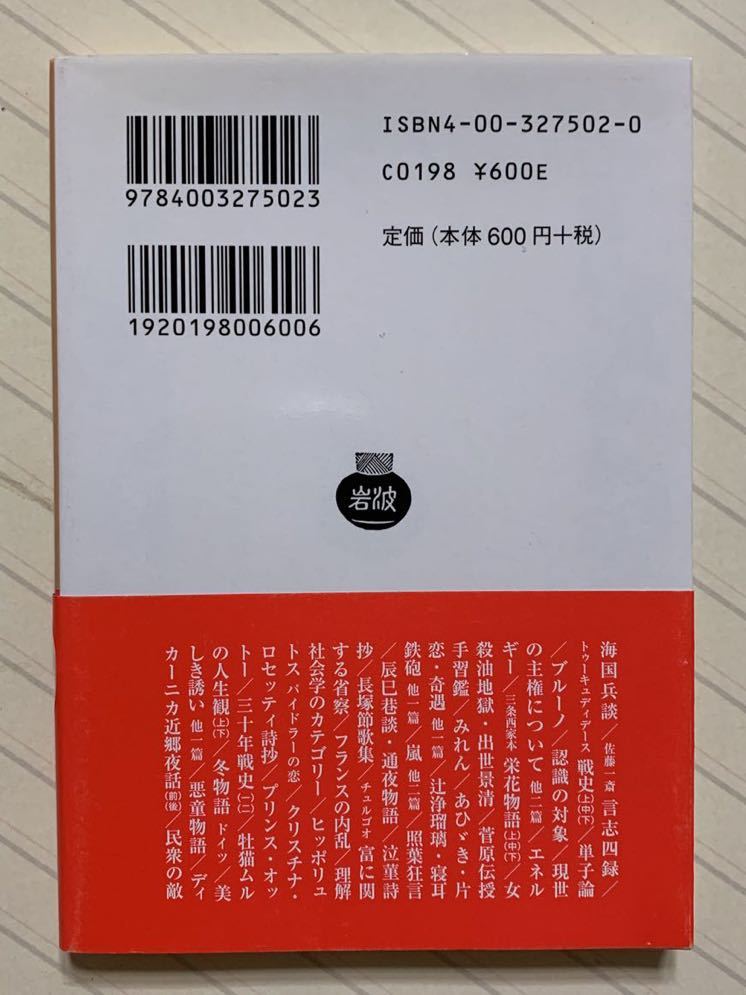 ISBN4-00-327502-0
C0198 ¥600E
定価(本体600円+税)
9784003275023
1920198006006
岩波
海国兵談/佐藤一斎 言志四録/
トゥーキュディデース 戦史(上)(中)(下)/単子論
/ブルーノ/認識の対象/現世
の主権について 他二篇/エネル
ギー/三条西家本 栄花物語(上)(中)(下)/女
殺油地獄・出世景清/菅原伝授
手習鑑/みれん/あひゞき・片
恋・奇遇 他一篇/辻浄瑠璃・寝耳
鉄砲 他一篇/嵐 他二篇/照葉狂言
/辰巳巷談・通夜物語/泣菫詩
抄/長塚節歌集/チュルゴオ 富に関
する省察/フランスの内乱/理解
社会学のカテゴリー/ヒッポリュ
トス パイドラーの恋/クリスチナ・
ロセッティ詩抄/プリンス・オッ
トー/三十年戦史(一)(二) 牡猫ムル
の人生観(上)(下)/冬物語 ドイツ/美
しき誘い 他一篇/悪童物語/ディ
カーニカ近郷夜話(前)(後)/民衆の敵